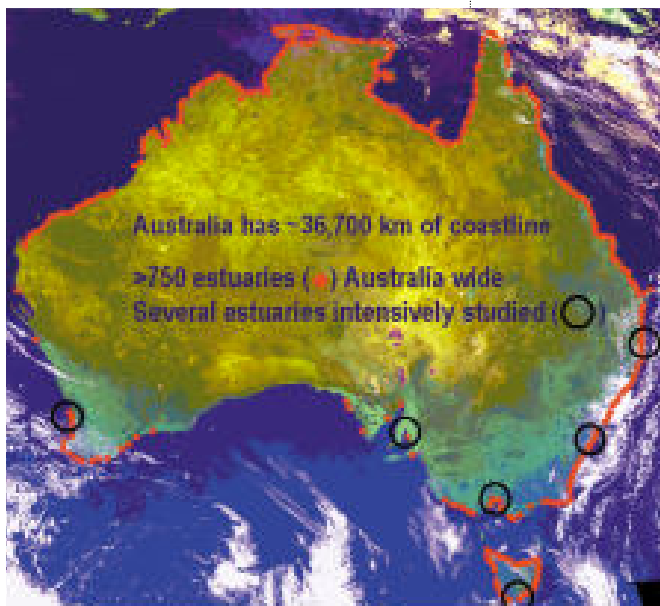 Australia has ~36,700 km of coastline
>750 estuaries (●) Australia wide
Several estuaries intensively studied (○)